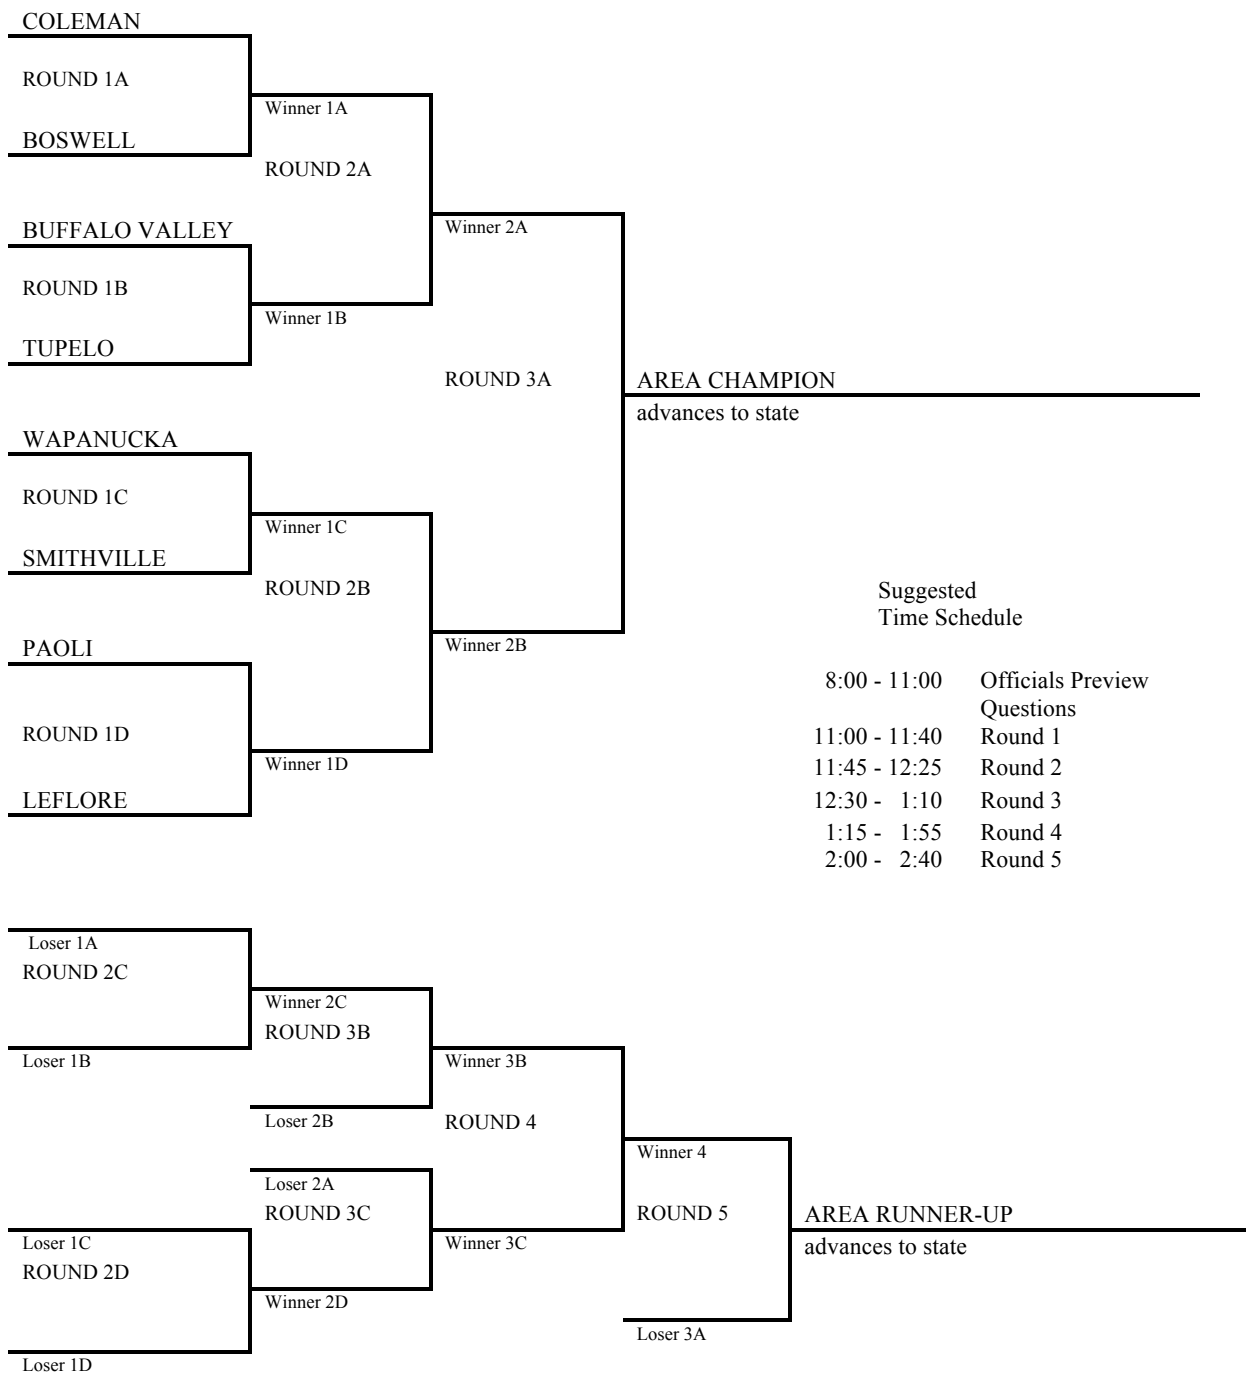 COLEMAN
ROUND 1A
Winner 1A
BOSWELL
ROUND 2A
BUFFALO VALLEY
Winner 2A
ROUND 1B
Winner 1B
TUPELO
ROUND 3A
AREA CHAMPION
advances to state
WAPANUCKA
ROUND 1C
Winner 1C
SMITHVILLE
ROUND 2B
PAOLI
Winner 2B
ROUND 1D
Winner 1D
LEFLORE
Suggested
Time Schedule
8:00 - 11:00 Officials Preview
Questions
11:00 - 11:40 Round 1
11:45 - 12:25 Round 2
12:30 - 1:10 Round 3
1:15 - 1:55 Round 4
2:00 - 2:40 Round 5
Loser 1A
ROUND 2C
Winner 2C
ROUND 3B
Loser 1B
Winner 3B
Loser 2B
ROUND 4
Winner 4
Loser 2A
ROUND 3C
ROUND 5
AREA RUNNER-UP
advances to state
Loser 1C
Winner 3C
ROUND 2D
Winner 2D
Loser 3A
Loser 1D